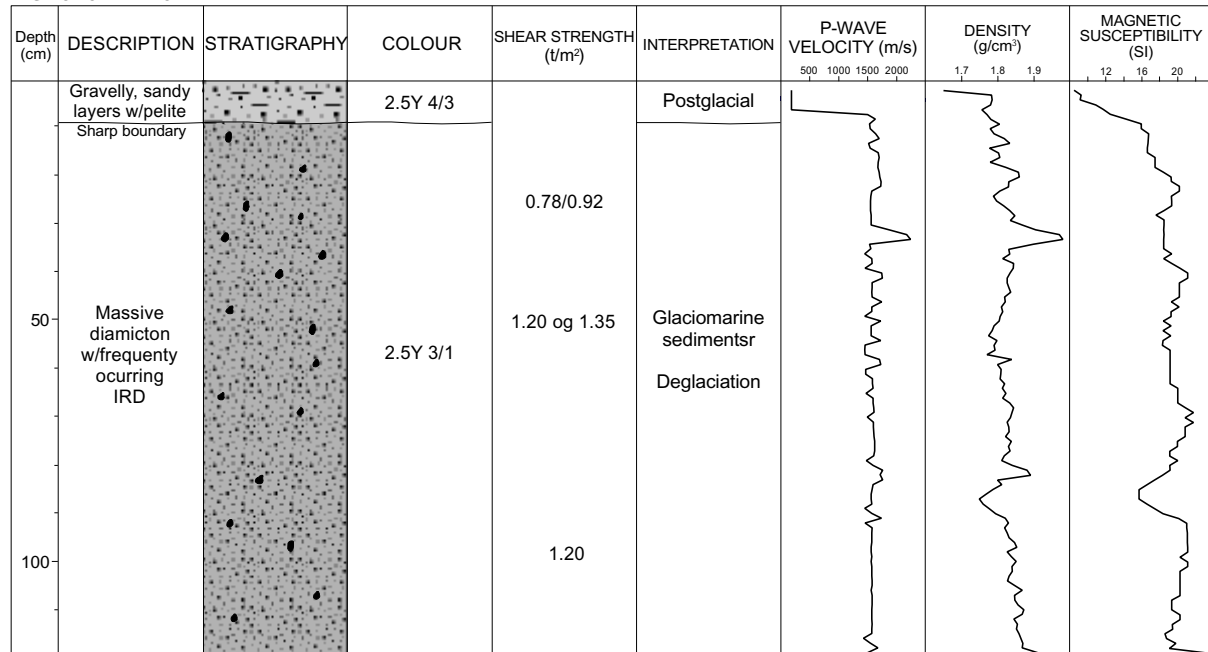 Depth
(cm)
DESCRIPTION
STRATIGRAPHY
COLOUR
SHEAR STRENGTH
(t/m²)
INTERPRETATION
P-WAVE
VELOCITY (m/s)
500 1000 1500 2000
DENSITY
(g/cm³)
1.7 1.8 1.9
MAGNETIC
SUSCEPTIBILITY
(SI)
12 16 20
Gravelly, sandy
layers w/pelite
2.5Y 4/3
Postglacial
Sharp boundary
0.78/0.92
50
Massive
diamicton
w/frequenty
ocurring
IRD
2.5Y 3/1
1.20 og 1.35
Glaciomarine
sedimentsr
Deglaciation
100
1.20